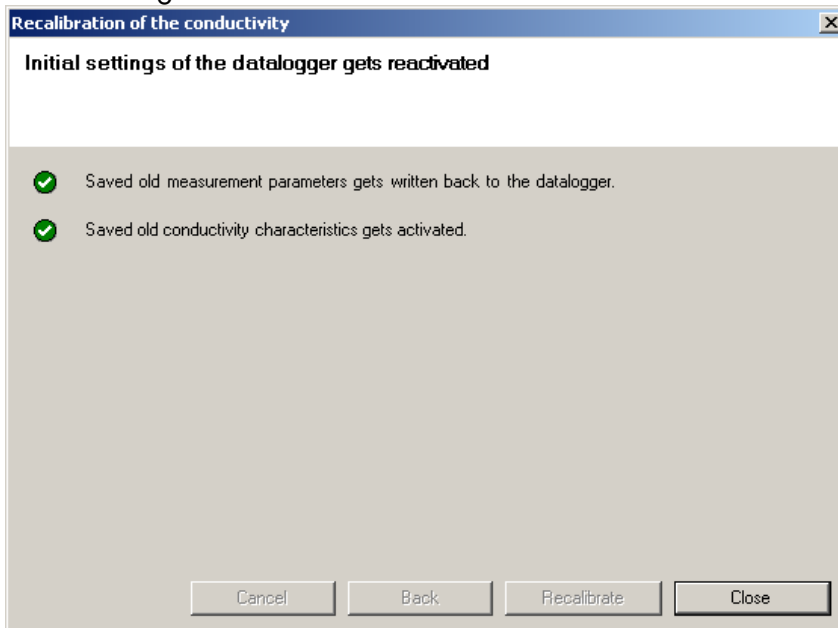 Recalibration of the conductivity
Initial settings of the datalogger gets reactivated
Saved old measurement parameters gets written back to the datalogger.
Saved old conductivity characteristics gets activated.
Cancel Back Recalibrate Close